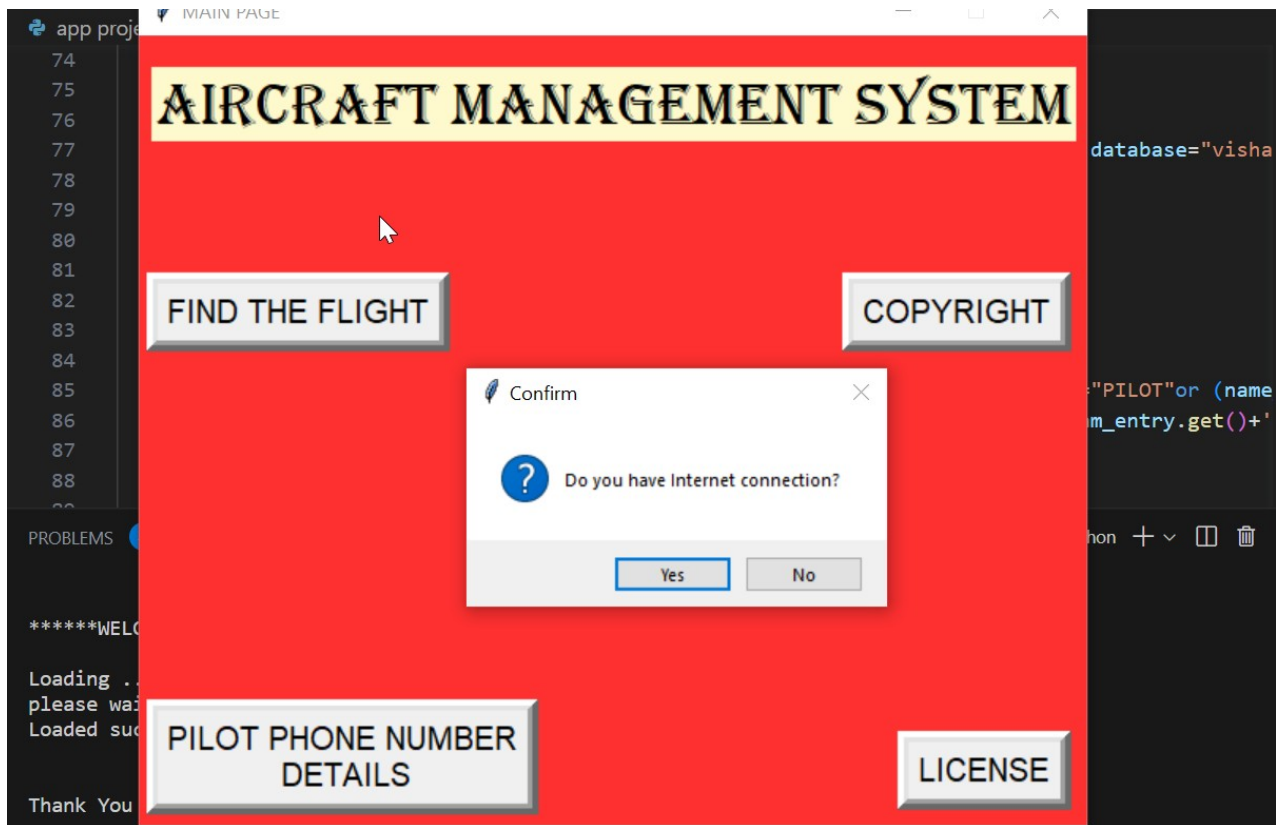 MAIN PAGE
app proje
AIRCRAFT MANAGEMENT SYSTEM
74
75
76
77
database="visha
78
79
80
81
82
83
84
85
"PILOT"or (name
86
m_entry.get()+'
87
88
FIND THE FLIGHT
COPYRIGHT
Confirm
Do you have Internet connection?
Yes
No
PROBLEMS
hon
******WELC
Loading ..
please wai
Loaded suc
Thank You
PILOT PHONE NUMBER
DETAILS
LICENSE